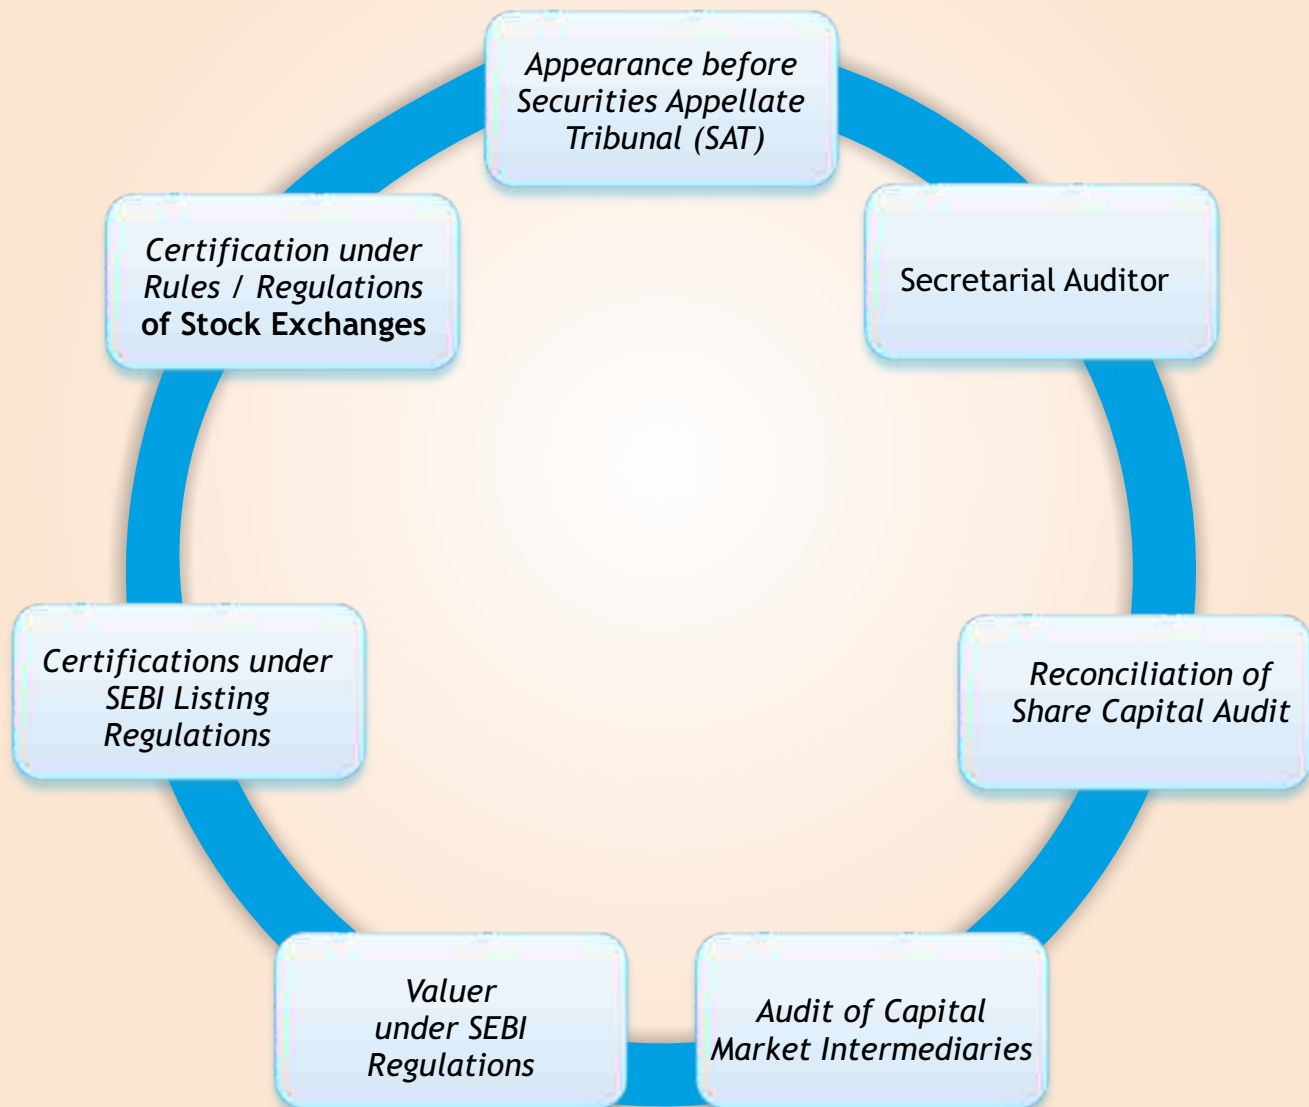 Appearance before
Securities Appellate
Tribunal (SAT)
Secretarial Auditor
Reconciliation of
Share Capital Audit
Audit of Capital
Market Intermediaries
Valuer
under SEBI
Regulations
Certifications under
SEBI Listing
Regulations
Certification under
Rules / Regulations
of Stock Exchanges